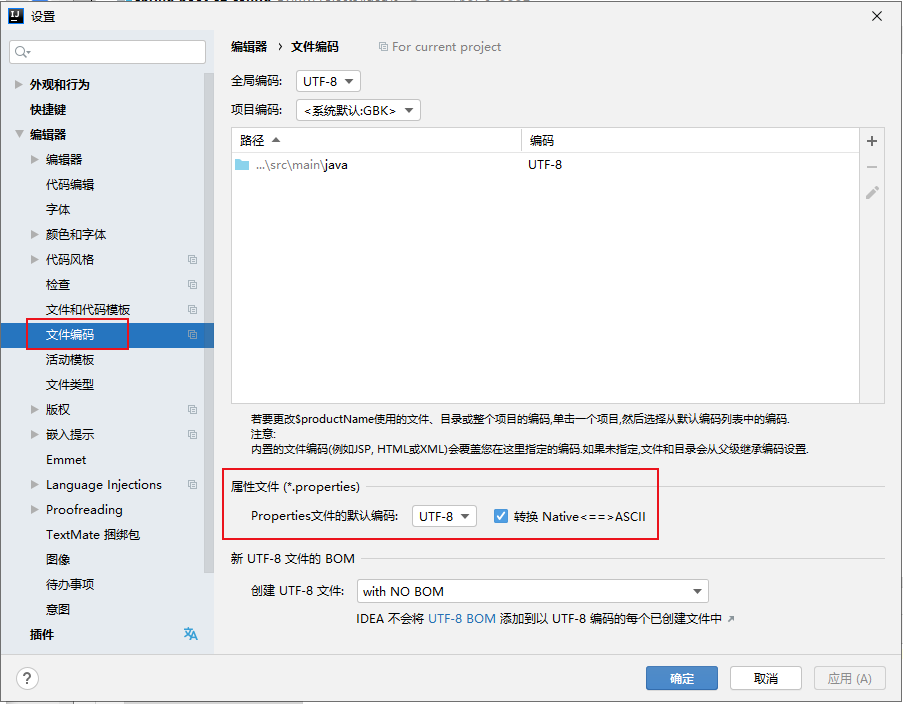 设置
外观和行为
快捷键
编辑器
编辑器
代码编辑
字体
颜色和字体
代码风格
检查
文件和代码模板
文件编码
活动模板
文件类型
版权
嵌入提示
Emmet
Language Injections
Proofreading
TextMate 捆绑包
图像
待办事项
意图
插件
编辑器 › 文件编码 For current project
全局编码: UTF-8
项目编码: <系统默认:GBK>
路径 编码
...\src\main\java UTF-8
若要更改$productName使用的文件、目录或整个项目的编码,单击一个项目,然后选择从默认编码列表中的编码.
注意:
内置的文件编码(例如JSP, HTML或XML)会覆盖您在这里指定的编码.如果未指定,文件和目录会从父级继承编码设置.
属性文件 (*.properties)
Properties文件的默认编码: UTF-8 转换 Native<==>ASCII
新 UTF-8 文件的 BOM
创建 UTF-8 文件: with NO BOM
IDEA 不会将 UTF-8 BOM 添加到以 UTF-8 编码的每个已创建文件中 ↗
? 确定 取消 应用 (A)